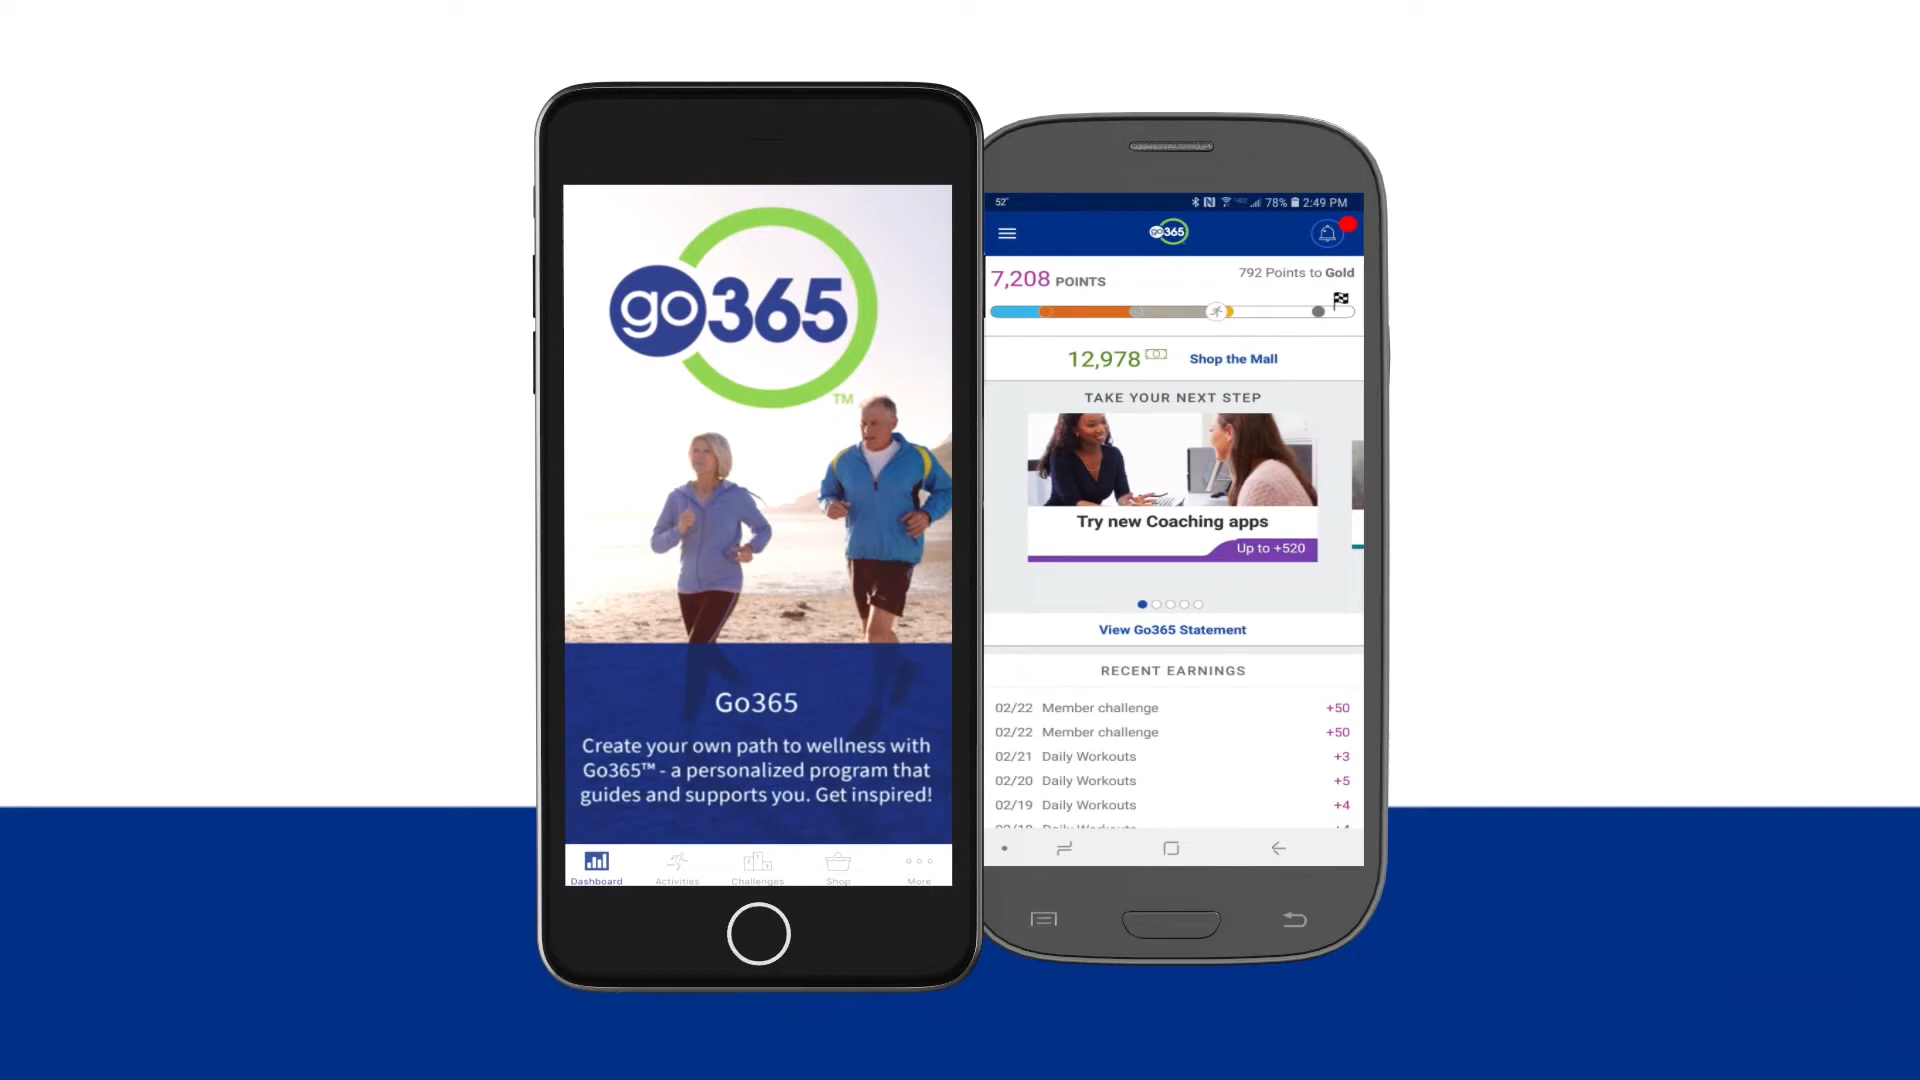 go365
TM
Go365
Create your own path to wellness with
Go365™ - a personalized program that
guides and supports you. Get inspired!
Dashboard
Activities
Challenges
Shop
More
52°
78%
2:49 PM
go365
7,208 POINTS
792 Points to Gold
12,978
Shop the Mall
TAKE YOUR NEXT STEP
Try new Coaching apps
Up to +520
View Go365 Statement
RECENT EARNINGS
02/22 Member challenge +50
02/22 Member challenge +50
02/21 Daily Workouts +3
02/20 Daily Workouts +5
02/19 Daily Workouts +4